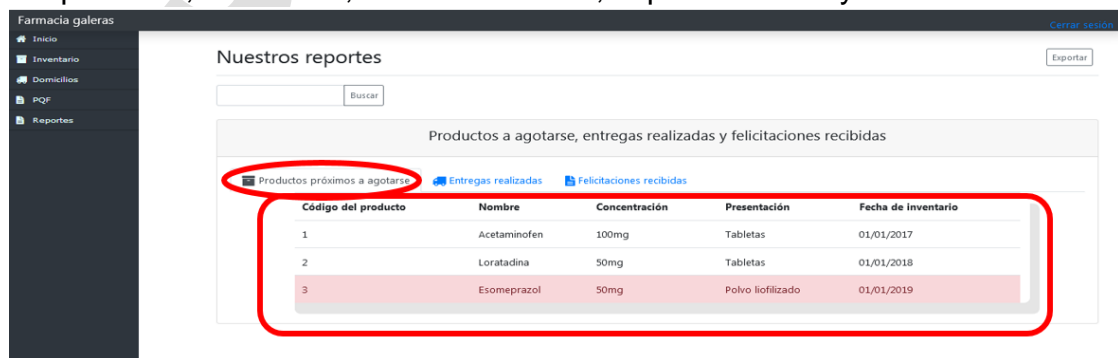 Farmacia galeras
Cerrar sesión
Inicio
Inventario
Domicilios
PQF
Reportes
Nuestros reportes
Exportar
Buscar
Productos a agotarse, entregas realizadas y felicitaciones recibidas
Productos próximos a agotarse Entregas realizadas Felicitaciones recibidas
Código del producto Nombre Concentración Presentación Fecha de inventario
1 Acetaminofen 100mg Tabletas 01/01/2017
2 Loratadina 50mg Tabletas 01/01/2018
3 Esomeprazol 50mg Polvo liofilizado 01/01/2019